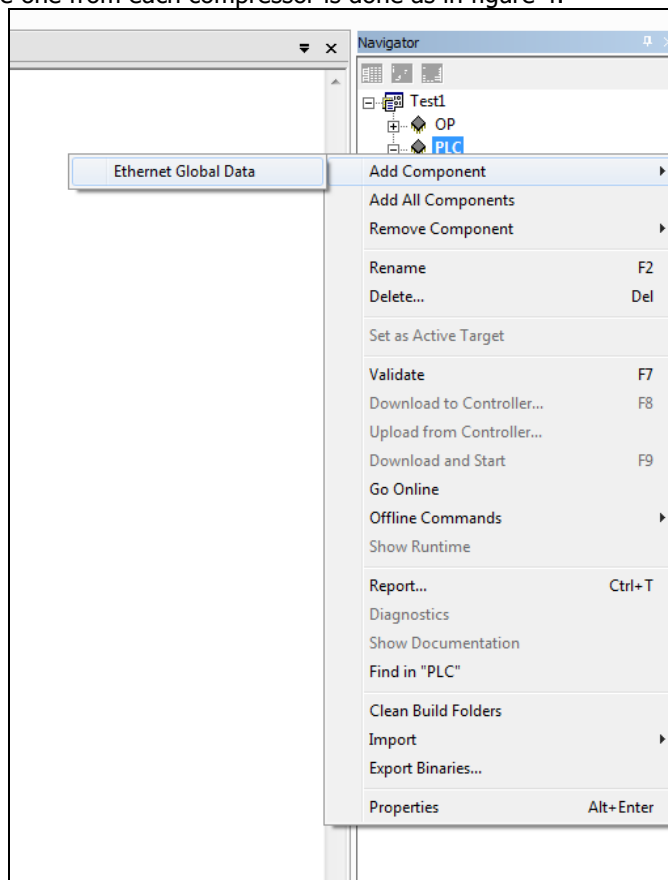 one from each compressor is done as in figure 4.
Navigator
Test1
OP
PLC
Ethernet Global Data
Add Component
Add All Components
Remove Component
Rename F2
Delete... Del
Set as Active Target
Validate F7
Download to Controller... F8
Upload from Controller...
Download and Start F9
Go Online
Offline Commands
Show Runtime
Report... Ctrl+T
Diagnostics
Show Documentation
Find in "PLC"
Clean Build Folders
Import
Export Binaries...
Properties Alt+Enter